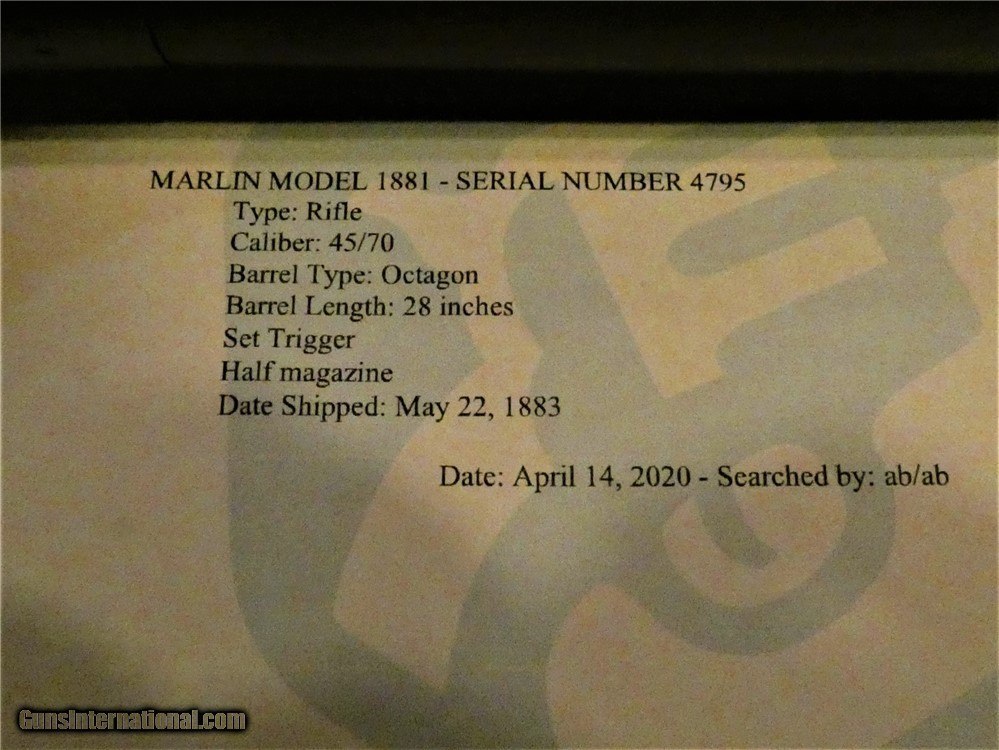 MARLIN MODEL 1881 - SERIAL NUMBER 4795
Type: Rifle
Caliber: 45/70
Barrel Type: Octagon
Barrel Length: 28 inches
Set Trigger
Half magazine
Date Shipped: May 22, 1883
Date: April 14, 2020 - Searched by: ab/ab
GunsInternational.com